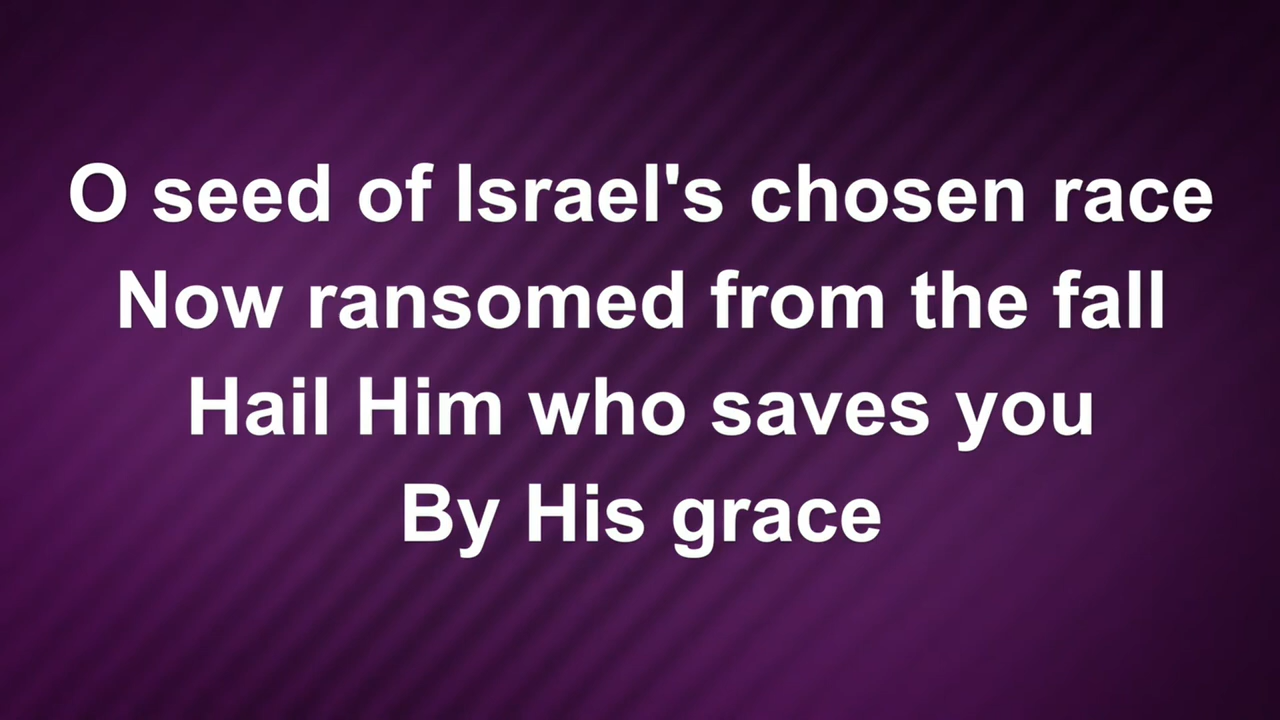 O seed of Israel's chosen race
Now ransomed from the fall
Hail Him who saves you
By His grace